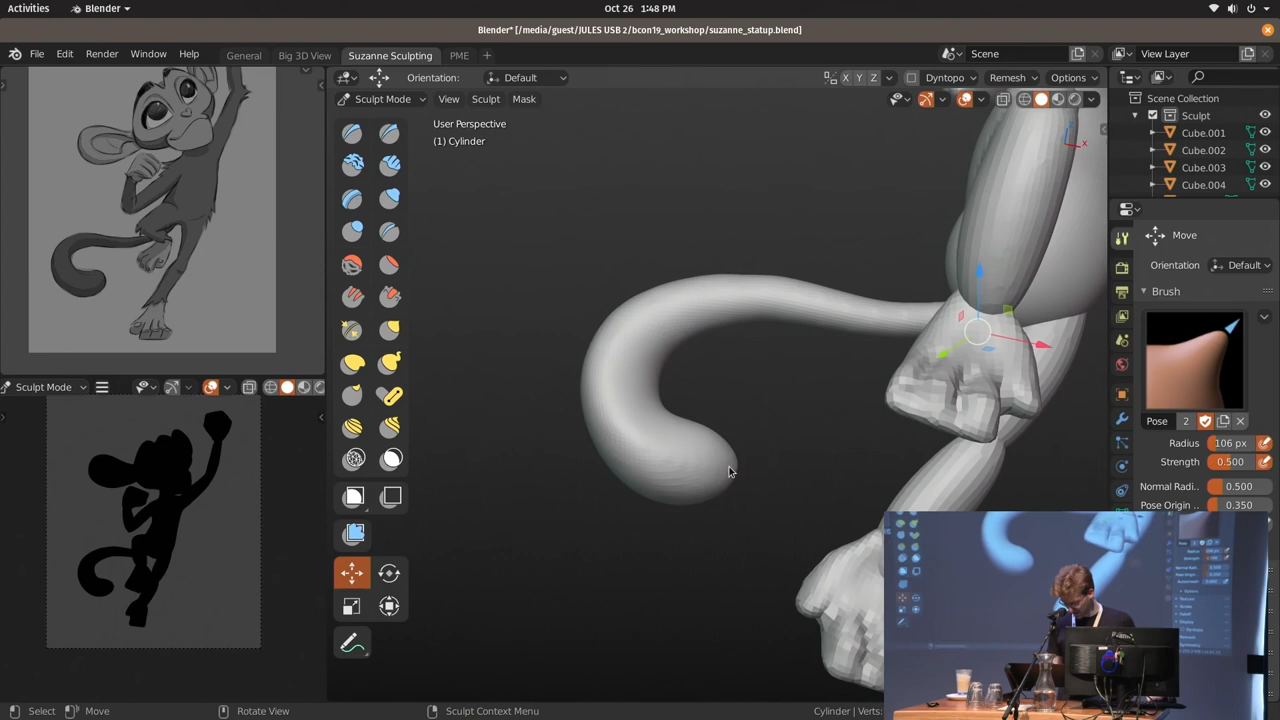 Activities
Blender
Oct 26 1:48 PM
Blender* [/media/guest/JULES USB 2/bcon19_workshop/suzanne_statup.blend]
File Edit Render Window Help
General Big 3D View Suzanne Sculpting PME +
Scene
View Layer
Orientation: Default
X Y Z
Dyntopo Remesh Options
Sculpt Mode View Sculpt Mask
User Perspective
(1) Cylinder
X
Scene Collection
Sculpt
Cube.001
Cube.002
Cube.003
Cube.004
Move
Orientation Default
Brush
Pose 2
Radius 106 px
Strength 0.500
Normal Radi.. 0.500
Pose Origin .. 0.350
Sculpt Mode
Select Move Rotate View Sculpt Context Menu
Cylinder | Verts: